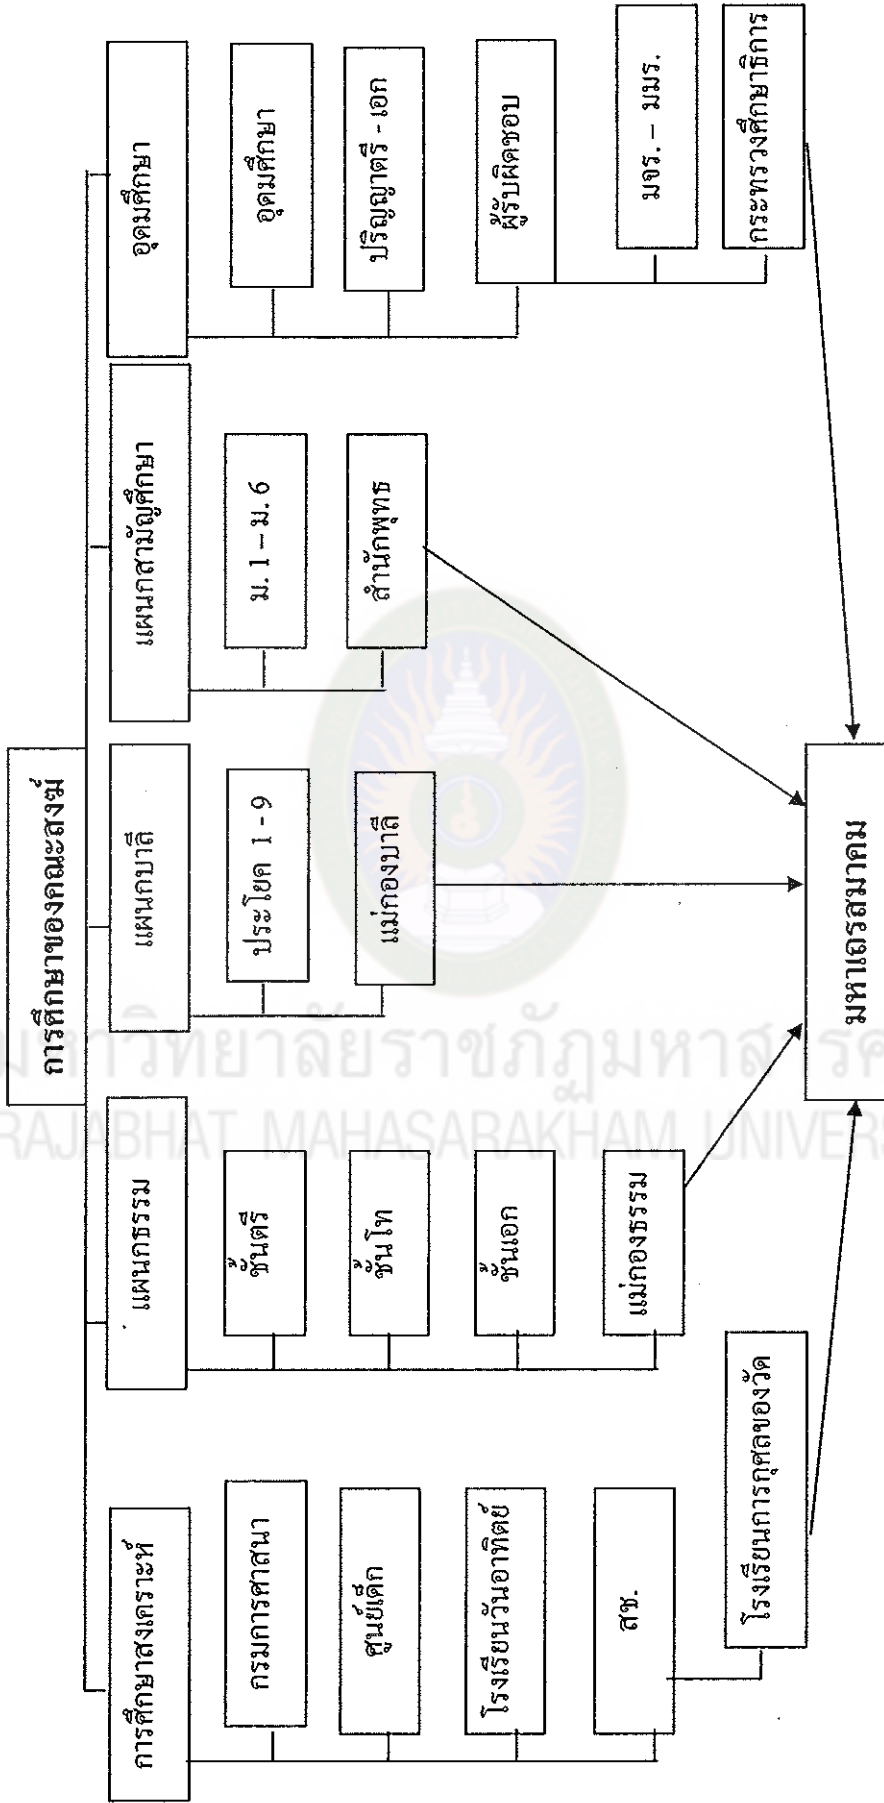 การศึกษาของคณะสงฆ์
การศึกษาสงเคราะห์
กรมการศาสนา
ศูนย์เด็ก
โรงเรียนวันอาทิตย์
สช.
โรงเรียนการกุศลของวัด
แผนกธรรม
ชั้นตรี
ชั้นโท
ชั้นเอก
แม่กองธรรม
แผนกบาลี
ประโยค 1 - 9
แม่กองบาลี
แผนกสามัญศึกษา
ม. 1 – ม. 6
สำนักพุทธ
อุดมศึกษา
อุดมศึกษา
ปริญญาตรี - เอก
ผู้รับผิดชอบ
มจร. – มมร.
กระทรวงศึกษาธิการ
มหาเถรสมาคม
มหาวิทยาลัยราชภัฏมหาสารค
RAJABHAT MAHASARAKHAM UNIVERS